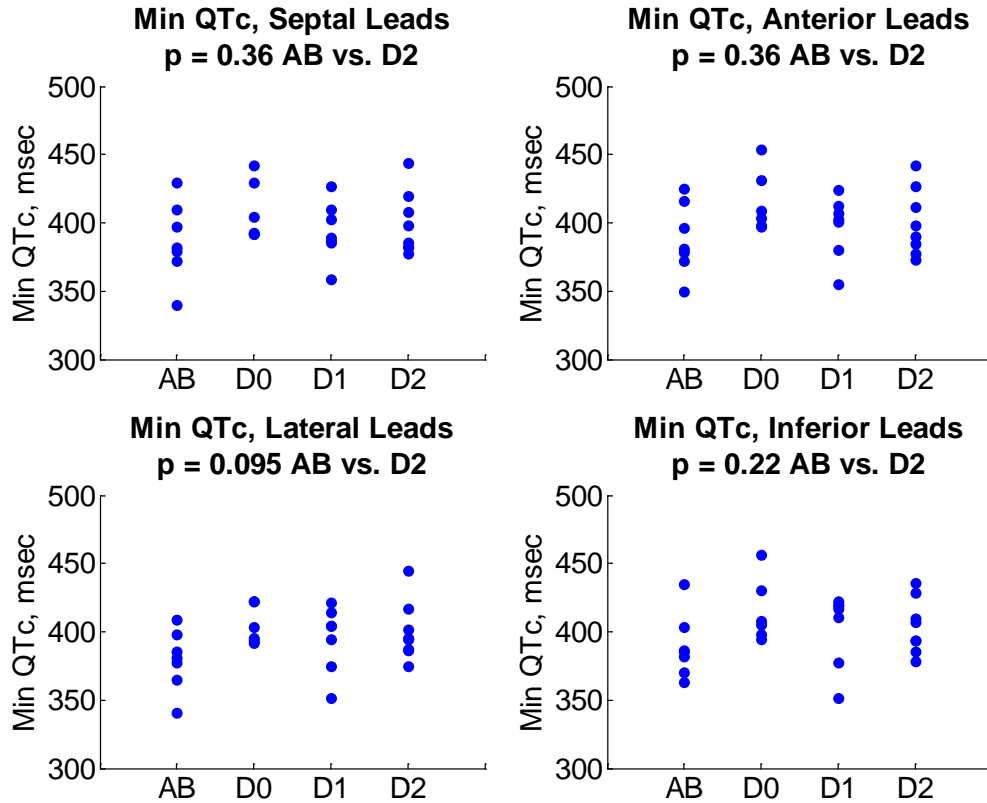 Min QTc, Septal Leads
p = 0.36 AB vs. D2
Min QTc, msec
500
450
400
350
300
AB D0 D1 D2
Min QTc, Anterior Leads
p = 0.36 AB vs. D2
Min QTc, msec
500
450
400
350
300
AB D0 D1 D2
Min QTc, Lateral Leads
p = 0.095 AB vs. D2
Min QTc, msec
500
450
400
350
300
AB D0 D1 D2
Min QTc, Inferior Leads
p = 0.22 AB vs. D2
Min QTc, msec
500
450
400
350
300
AB D0 D1 D2